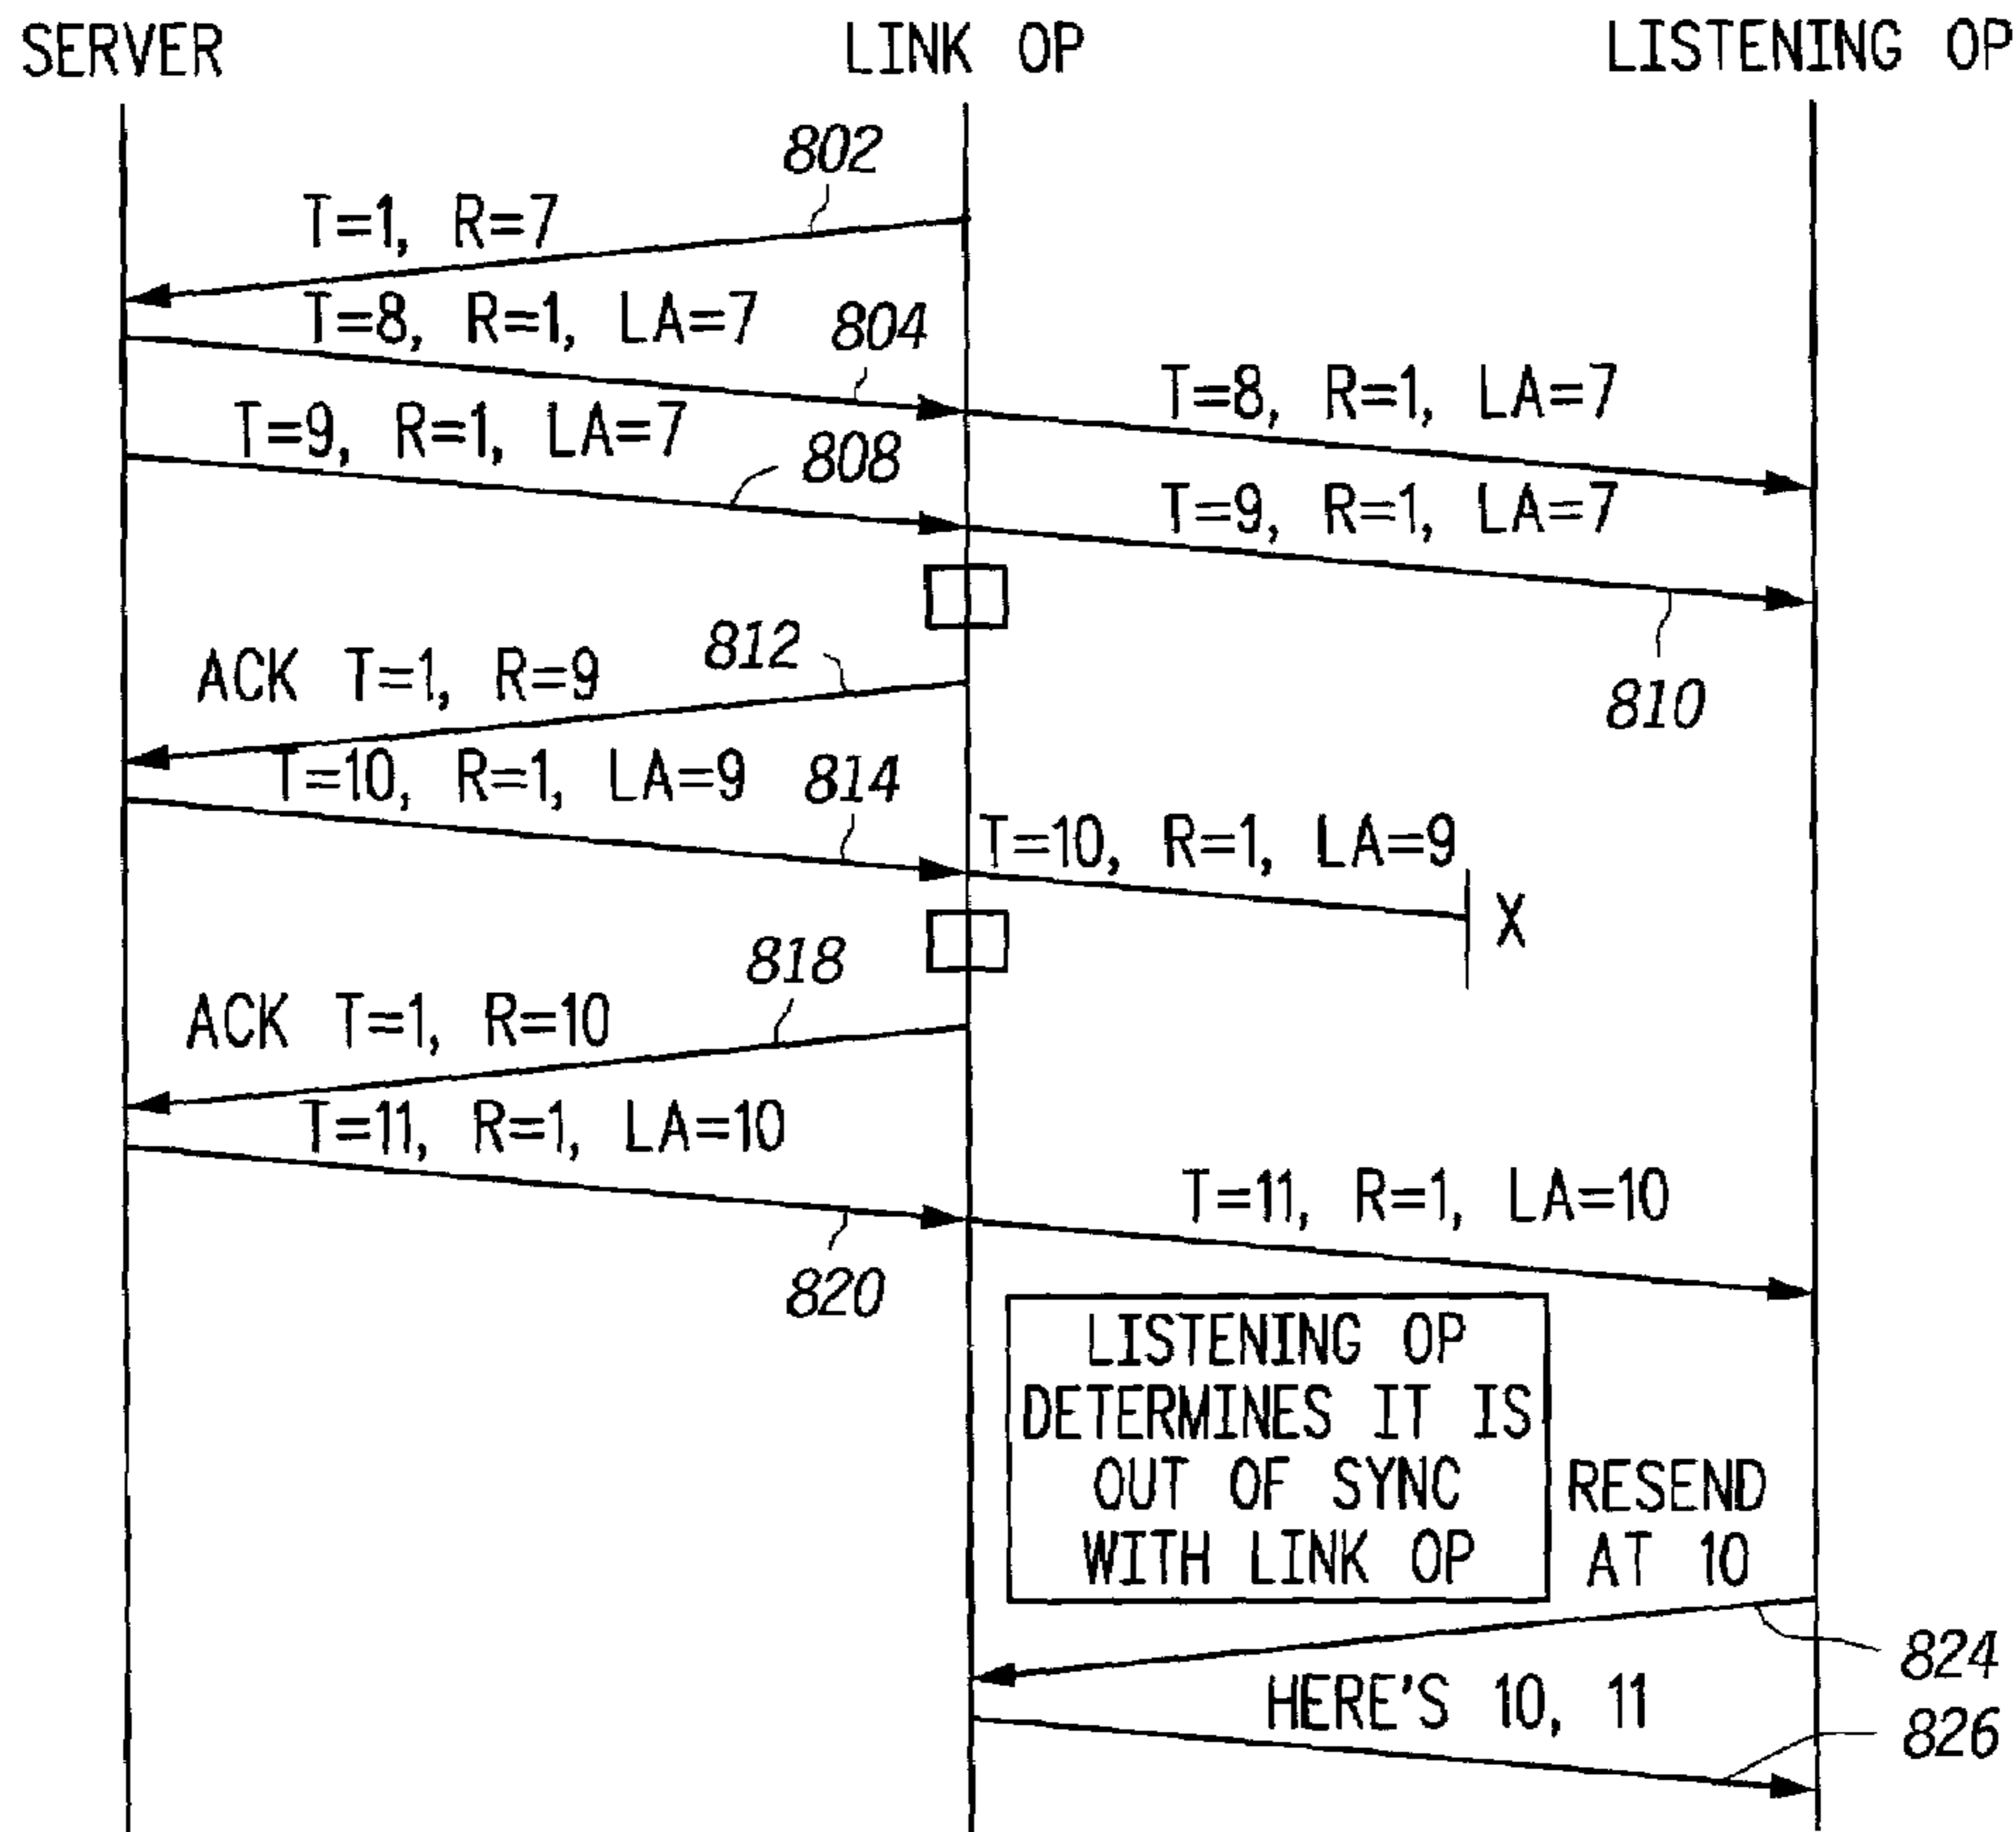 SERVER
LINK OP
LISTENING OP
802
T=1, R=7
T=8, R=1, LA=7
804
T=8, R=1, LA=7
T=9, R=1, LA=7
808
T=9, R=1, LA=7
810
812
ACK T=1, R=9
T=10, R=1, LA=9
814
T=10, R=1, LA=9
X
818
ACK T=1, R=10
T=11, R=1, LA=10
820
T=11, R=1, LA=10
LISTENING OP
DETERMINES IT IS
OUT OF SYNC
WITH LINK OP
RESEND
AT 10
824
HERE'S 10, 11
826